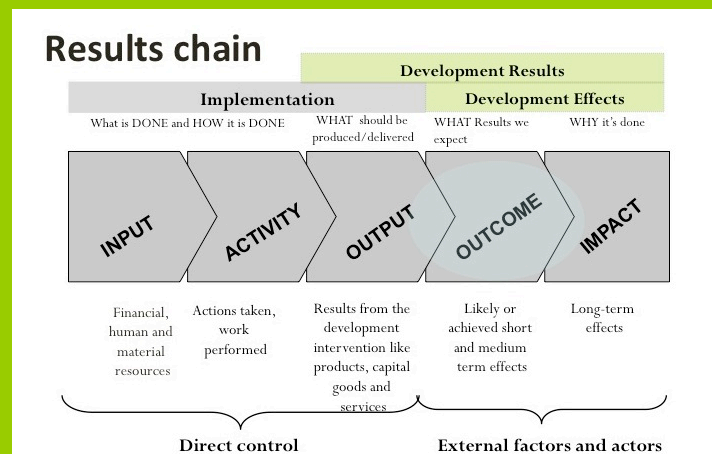 Results chain
Development Results
Implementation
Development Effects
What is DONE and HOW it is DONE
WHAT should be
produced/delivered
WHAT Results we
expect
WHY it's done
INPUT
ACTIVITY
OUTPUT
OUTCOME
IMPACT
Financial,
human and
material
resources
Actions taken,
work
performed
Results from the
development
intervention like
products, capital
goods and
services
Likely or
achieved short
and medium
term effects
Long-term
effects
Direct control
External factors and actors